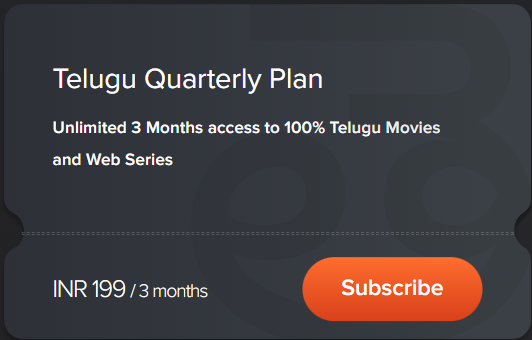 Telugu Quarterly Plan
Unlimited 3 Months access to 100% Telugu Movies
and Web Series
INR 199 / 3 months
Subscribe